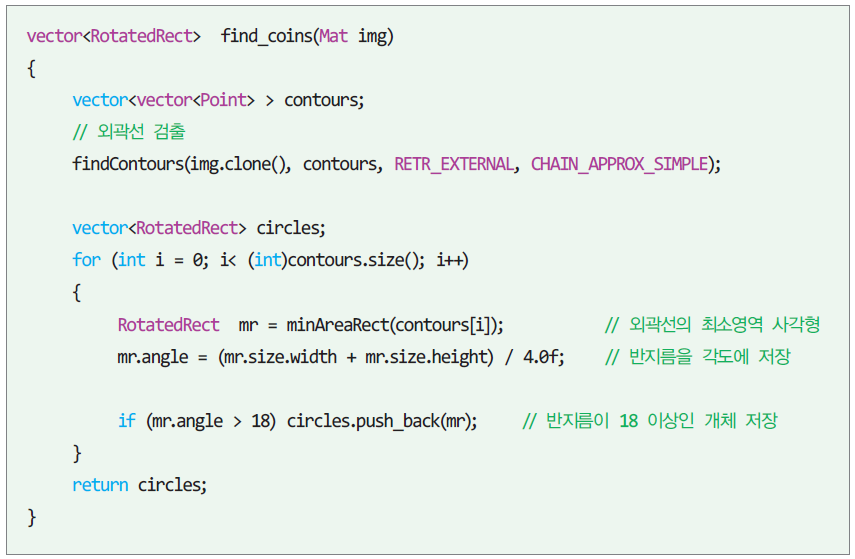 vector<RotatedRect>  find_coins(Mat img)
{
vector<vector<Point> > contours;
// 외곽선 검출
findContours(img.clone(), contours, RETR_EXTERNAL, CHAIN_APPROX_SIMPLE);
vector<RotatedRect> circles;
for (int i = 0; i< (int)contours.size(); i++)
{
RotatedRect  mr = minAreaRect(contours[i]);  // 외곽선의 최소영역 사각형
mr.angle = (mr.size.width + mr.size.height) / 4.0f;  // 반지름을 각도에 저장
if (mr.angle > 18) circles.push_back(mr);  // 반지름이 18 이상인 개체 저장
}
return circles;
}